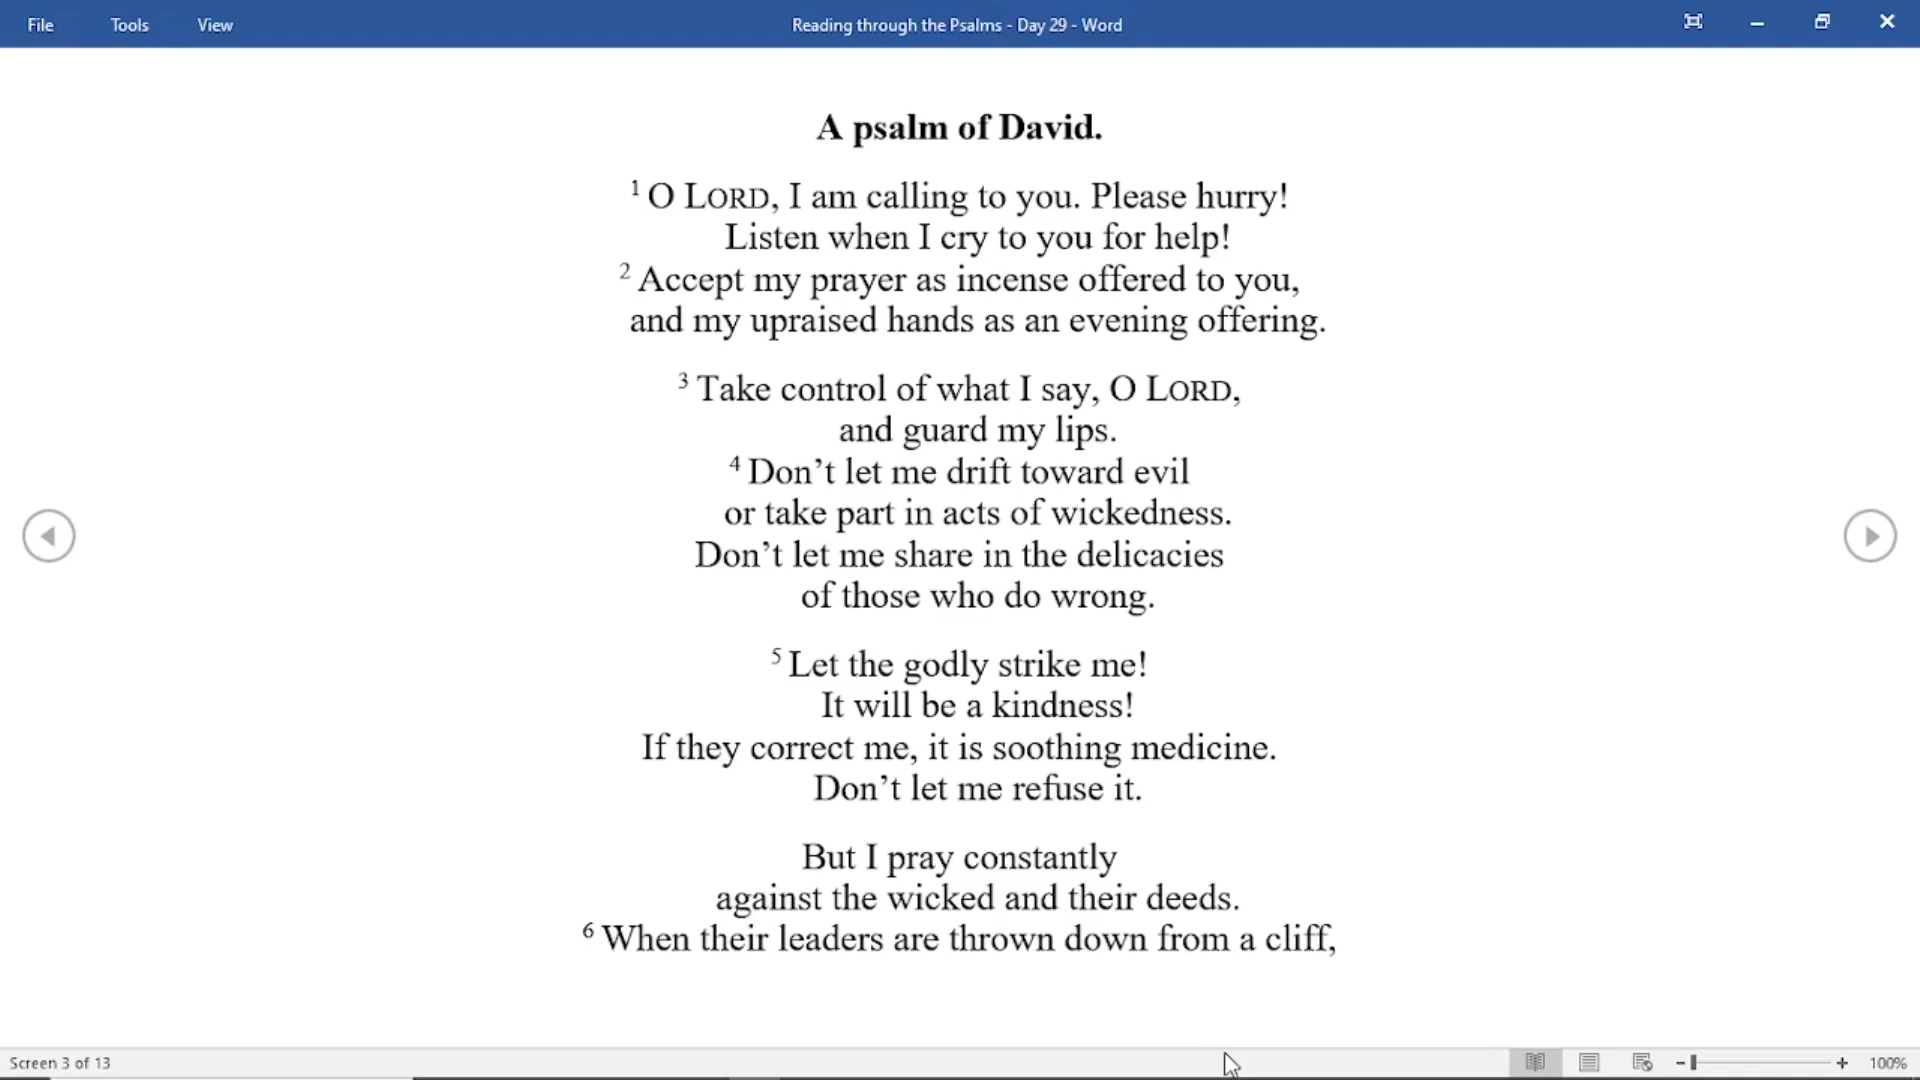 File Tools View Reading through the Psalms - Day 29 - Word
A psalm of David.
1 O LORD, I am calling to you. Please hurry!
Listen when I cry to you for help!
2 Accept my prayer as incense offered to you,
and my upraised hands as an evening offering.
3 Take control of what I say, O LORD,
and guard my lips.
4 Don’t let me drift toward evil
or take part in acts of wickedness.
Don’t let me share in the delicacies
of those who do wrong.
5 Let the godly strike me!
It will be a kindness!
If they correct me, it is soothing medicine.
Don’t let me refuse it.
But I pray constantly
against the wicked and their deeds.
6 When their leaders are thrown down from a cliff,
Screen 3 of 13 100%